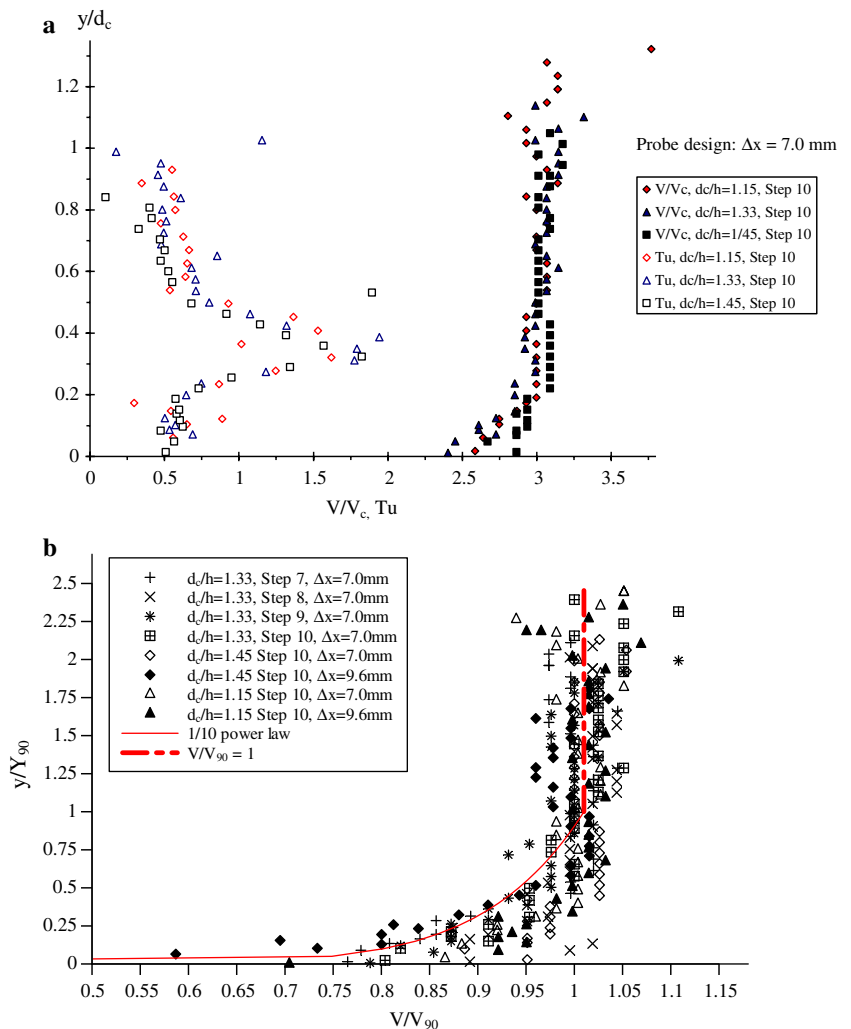 a
y/dc
1.2
1
0.8
0.6
0.4
0.2
0
0 0.5 1 1.5 2 2.5 3 3.5
V/Vc, Tu
Probe design: Δx = 7.0 mm
V/Vc, dc/h=1.15, Step 10
V/Vc, dc/h=1.33, Step 10
V/Vc, dc/h=1/45, Step 10
Tu, dc/h=1.15, Step 10
Tu, dc/h=1.33, Step 10
Tu, dc/h=1.45, Step 10
b
y/Y90
2.5
2.25
2
1.75
1.5
1.25
1
0.75
0.5
0.25
0
dc/h=1.33, Step 7, Δx=7.0mm
dc/h=1.33, Step 8, Δx=7.0mm
dc/h=1.33, Step 9, Δx=7.0mm
dc/h=1.33, Step 10, Δx=7.0mm
dc/h=1.45 Step 10, Δx=7.0mm
dc/h=1.45 Step 10, Δx=9.6mm
dc/h=1.15 Step 10, Δx=7.0mm
dc/h=1.15 Step 10, Δx=9.6mm
1/10 power law
V/V90 = 1
0.5 0.55 0.6 0.65 0.7 0.75 0.8 0.85 0.9 0.95 1 1.05 1.1 1.15
V/V90